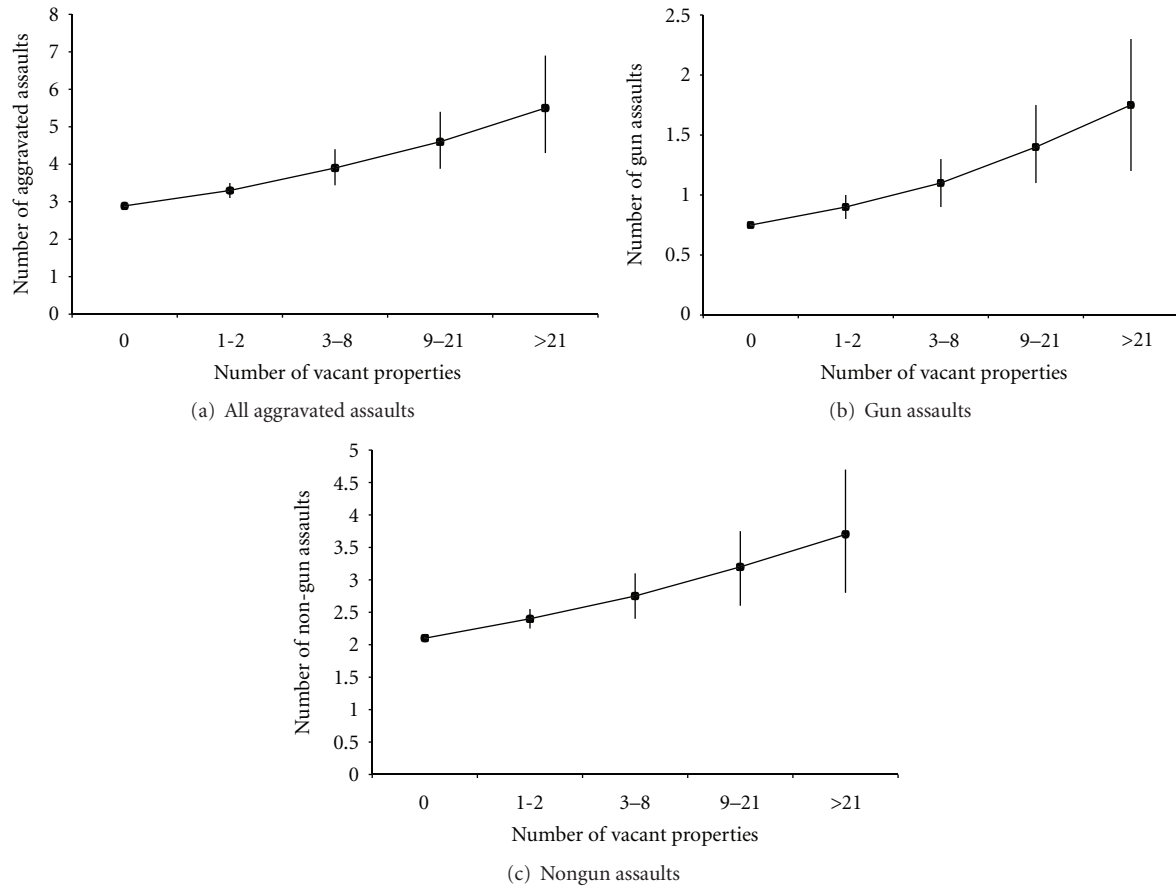 Number of aggravated assaults
8
7
6
5
4
3
2
1
0
0 1-2 3–8 9–21 >21
Number of vacant properties
(a) All aggravated assaults
Number of gun assaults
2.5
2
1.5
1
0.5
0
0 1-2 3–8 9–21 >21
Number of vacant properties
(b) Gun assaults
Number of non-gun assaults
5
4.5
4
3.5
3
2.5
2
1.5
1
0.5
0
0 1-2 3–8 9–21 >21
Number of vacant properties
(c) Nongun assaults